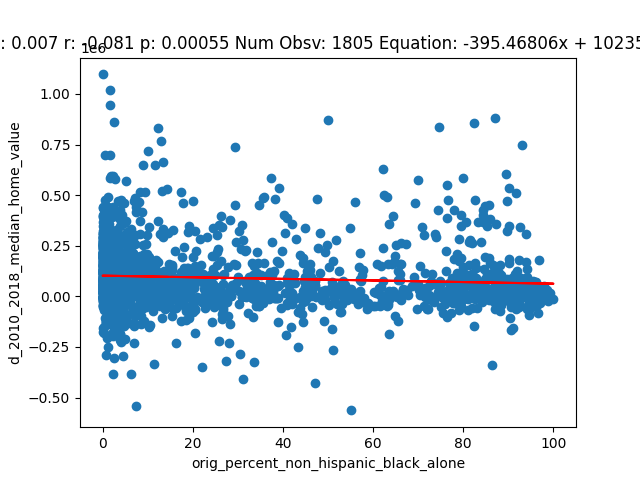 : 0.007 r: -0.081 p: 0.00055 Num Obsv: 1805 Equation: -395.46806x + 10235
1e6
1.00
0.75
0.50
0.25
0.00
−0.25
−0.50
d_2010_2018_median_home_value
0 20 40 60 80 100
orig_percent_non_hispanic_black_alone